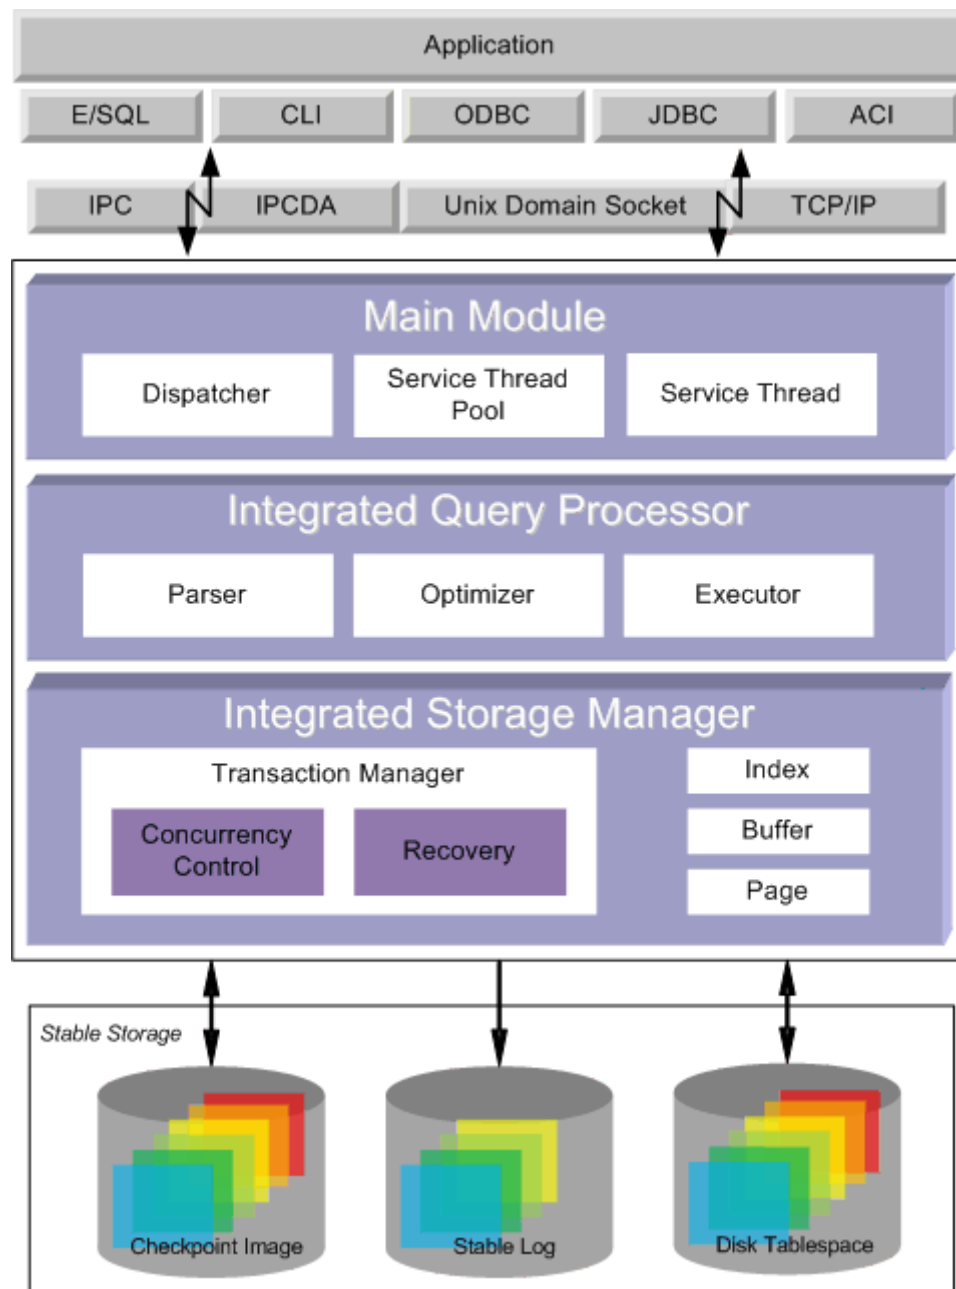 Application
E/SQL
CLI
ODBC
JDBC
ACI
IPC
IPCDA
Unix Domain Socket
TCP/IP
Main Module
Dispatcher
Service Thread
Pool
Service Thread
Integrated Query Processor
Parser
Optimizer
Executor
Integrated Storage Manager
Transaction Manager
Concurrency
Control
Recovery
Index
Buffer
Page
Stable Storage
Checkpoint Image
Stable Log
Disk Tablespace